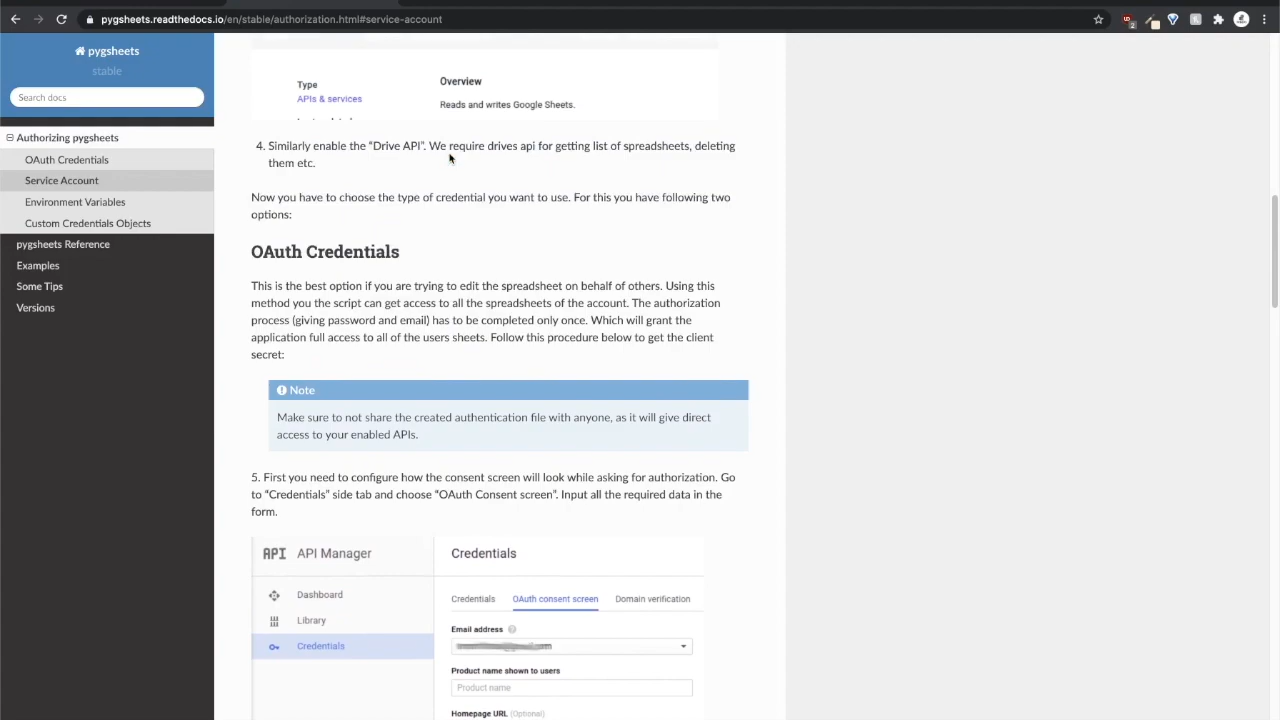 pygsheets.readthedocs.io/en/stable/authorization.html#service-account
pygsheets
stable
Search docs
Authorizing pygsheets
OAuth Credentials
Service Account
Environment Variables
Custom Credentials Objects
pygsheets Reference
Examples
Some Tips
Versions
Type
APIs & services
Overview
Reads and writes Google Sheets.
4. Similarly enable the “Drive API”. We require drives api for getting list of spreadsheets, deleting
them etc.
Now you have to choose the type of credential you want to use. For this you have following two
options:
OAuth Credentials
This is the best option if you are trying to edit the spreadsheet on behalf of others. Using this
method you the script can get access to all the spreadsheets of the account. The authorization
process (giving password and email) has to be completed only once. Which will grant the
application full access to all of the users sheets. Follow this procedure below to get the client
secret:
Note
Make sure to not share the created authentication file with anyone, as it will give direct
access to your enabled APIs.
5. First you need to configure how the consent screen will look while asking for authorization. Go
to “Credentials” side tab and choose “OAuth Consent screen”. Input all the required data in the
form.
API API Manager
Dashboard
Library
Credentials
Credentials
Credentials OAuth consent screen Domain verification
Email address
Product name shown to users
Product name
Homepage URL (Optional)